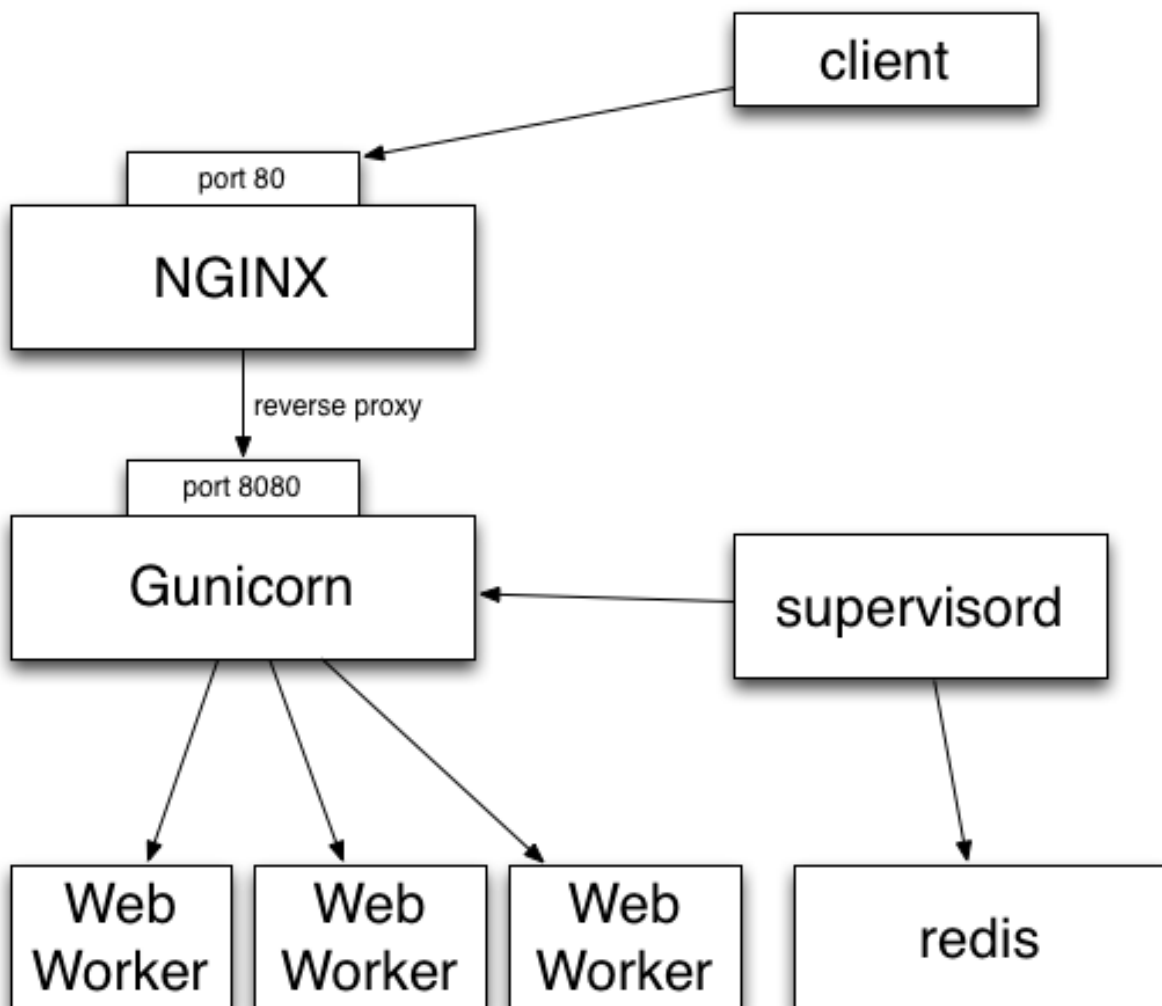 client
port 80
NGINX
reverse proxy
port 8080
Gunicorn
supervisord
Web
Worker
Web
Worker
Web
Worker
redis